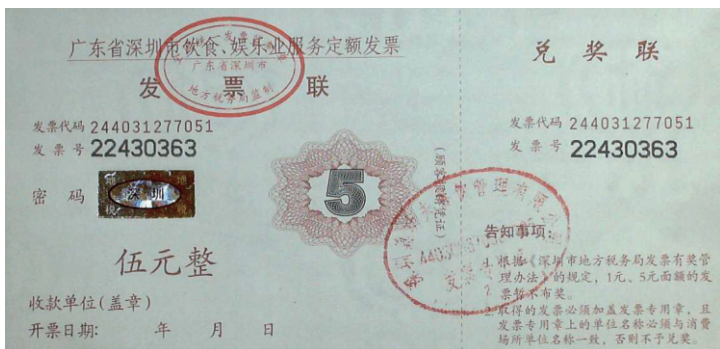 广东省深圳市饮食、娱乐业服务定额发票
广东省深圳市
地方税务局监制
发票联
发票代码 244031277051
发票号 22430363
密码
深圳
5
伍元整
收款单位(盖章)
开票日期: 年 月 日
兑奖联
发票代码 244031277051
发票号 22430363
告知事项
1.根据《深圳市地方税务局发票有奖管
理办法》的规定,1元、5元面额的发
票暂不布奖。
2.取得的发票必须加盖发票专用章,且
发票专用章上的单位名称必须与消费
场所单位名称一致,否则不予兑奖。